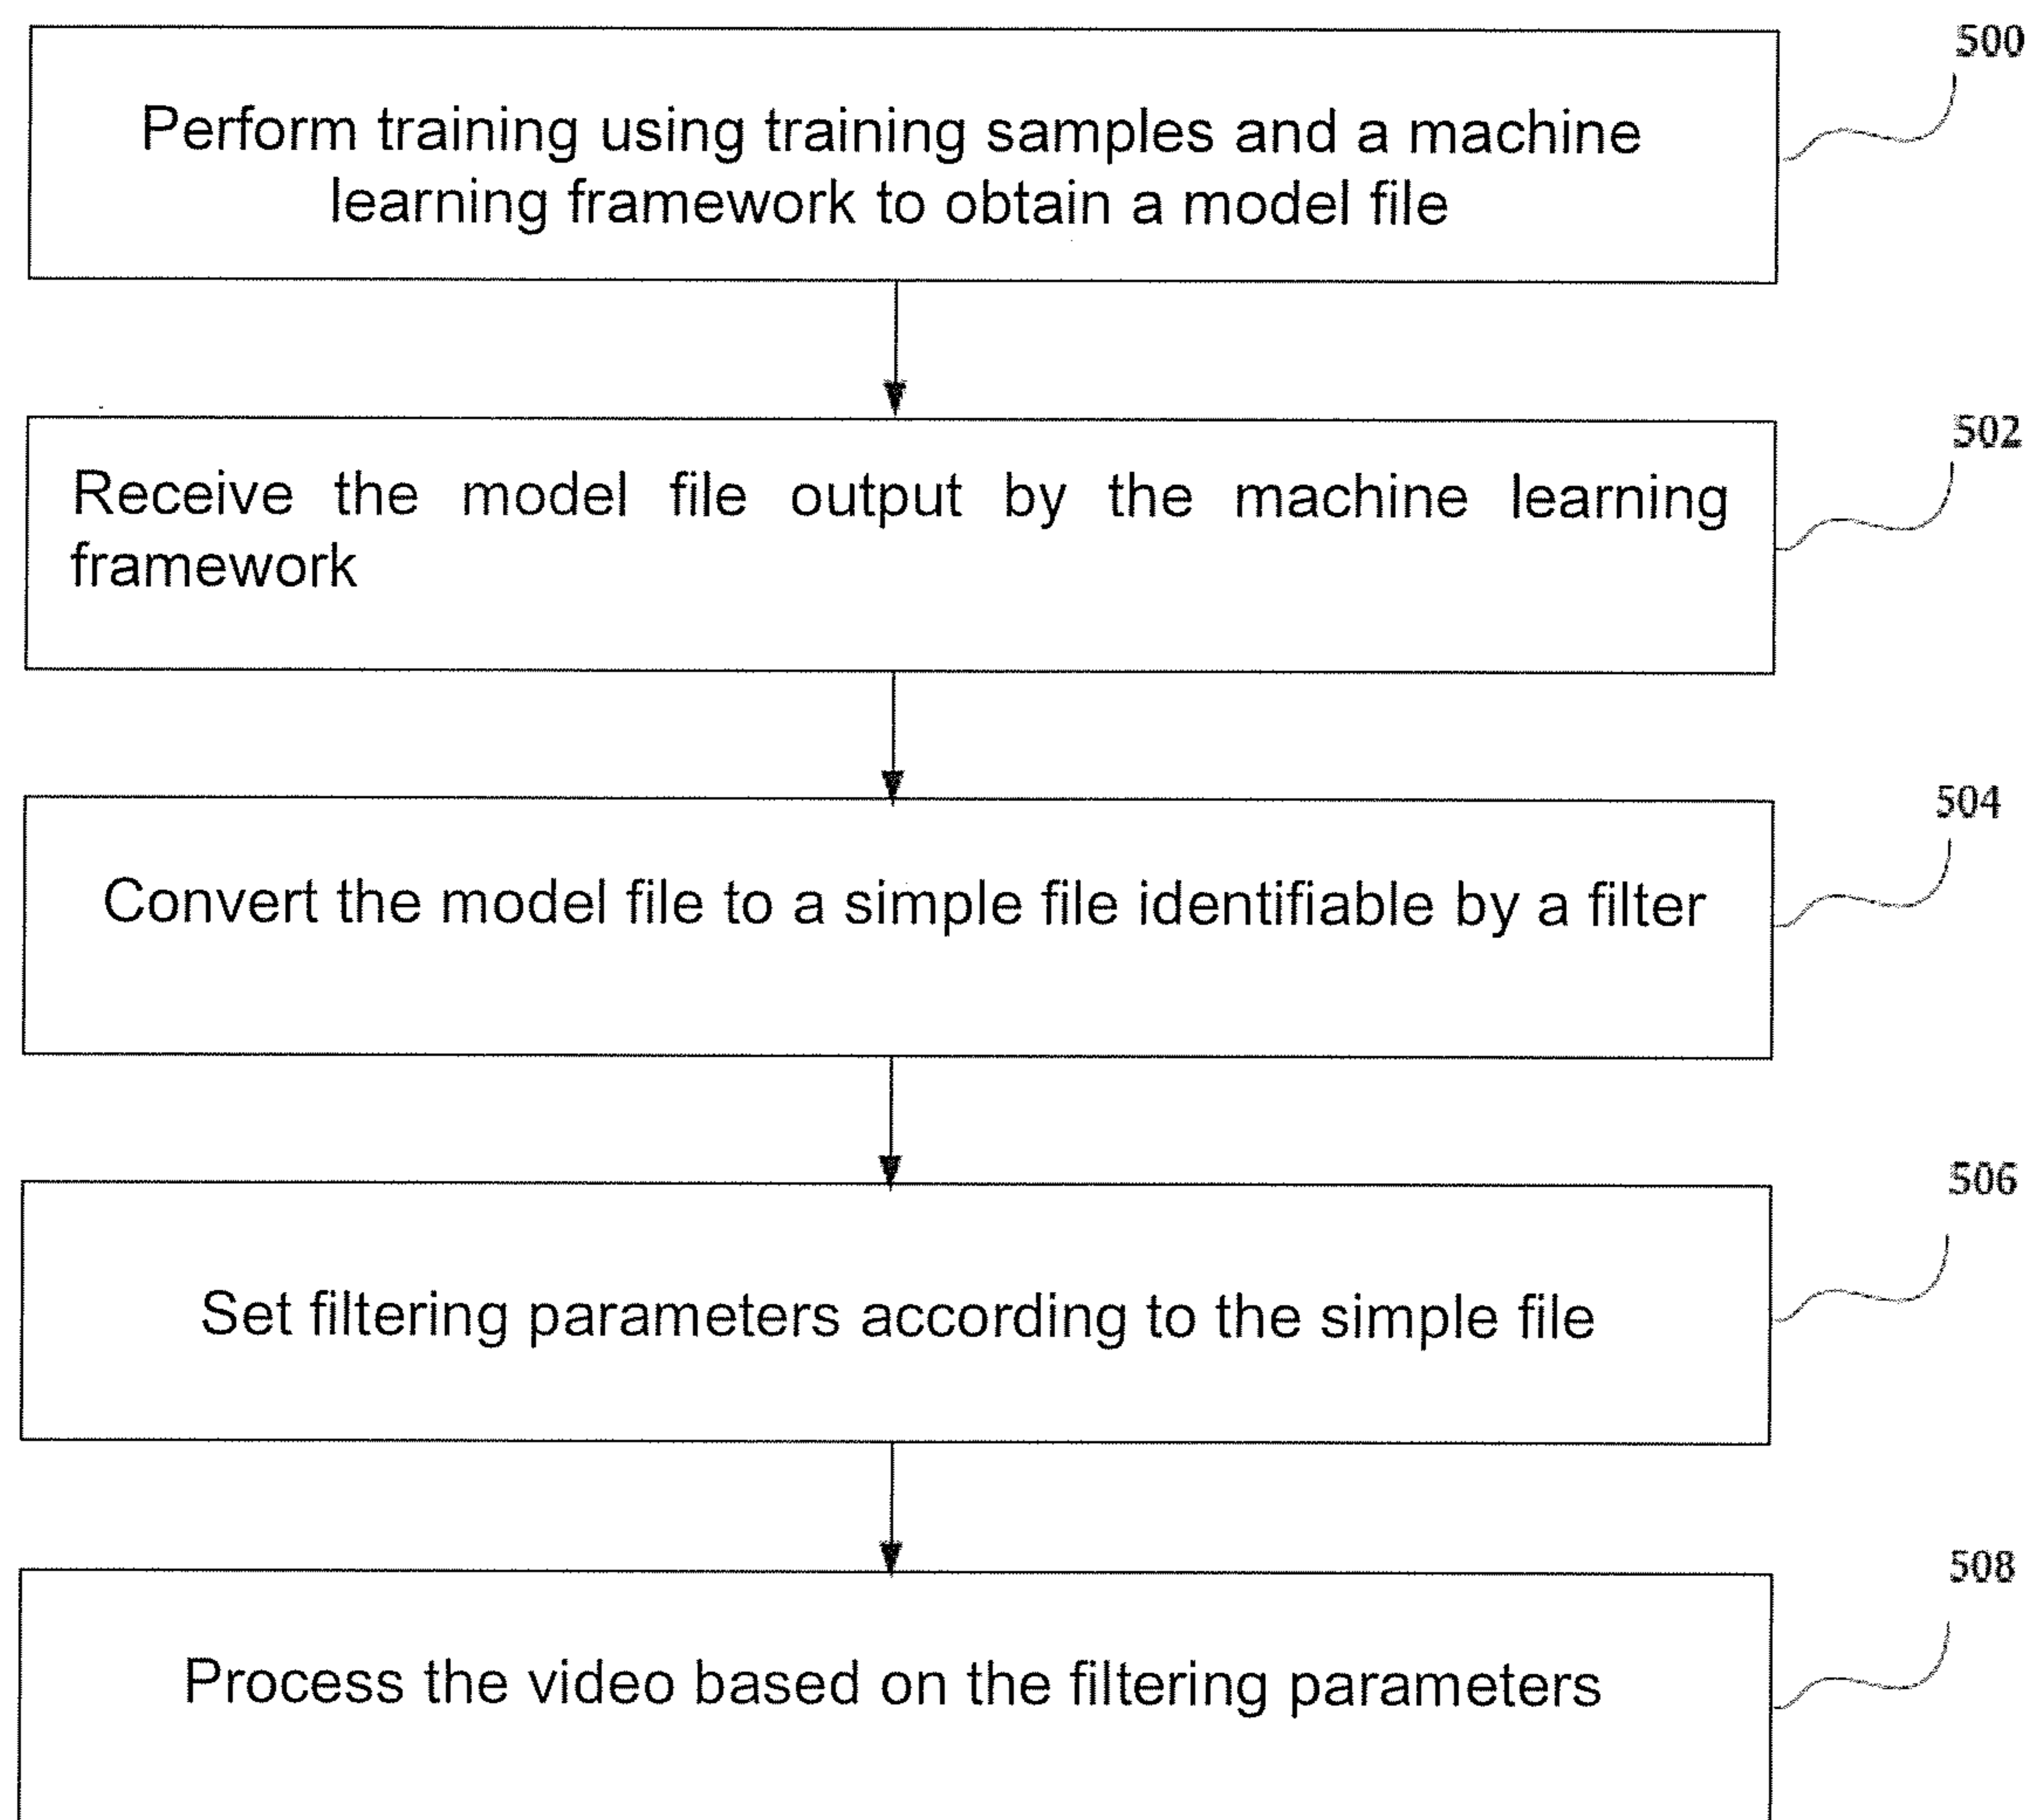 500
Perform training using training samples and a machine
learning framework to obtain a model file
502
Receive the model file output by the machine learning
framework
504
Convert the model file to a simple file identifiable by a filter
506
Set filtering parameters according to the simple file
508
Process the video based on the filtering parameters